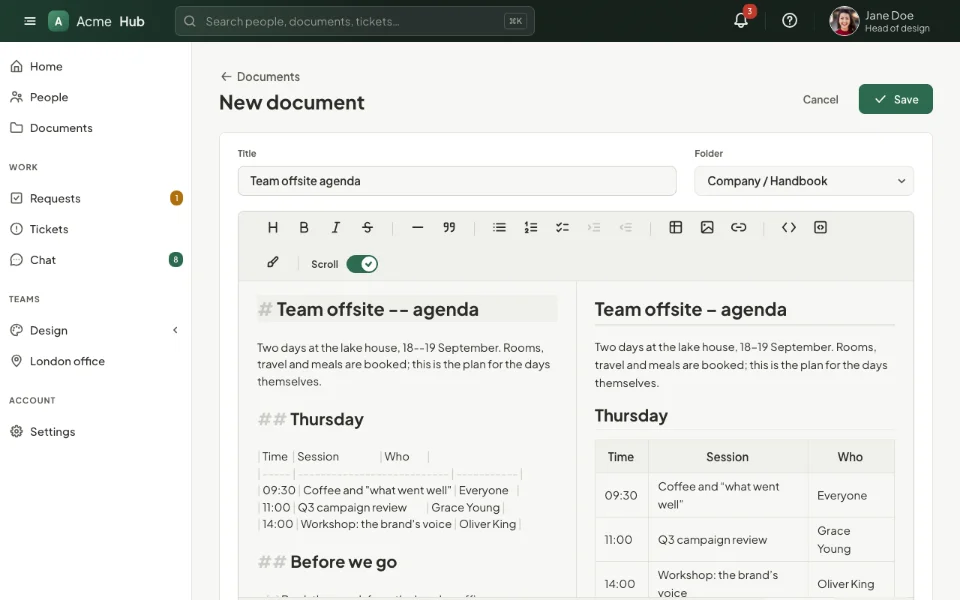 A Acme Hub
Search people, documents, tickets...
⌘K
3
Jane Doe
Head of design
Home
People
Documents
WORK
Requests 1
Tickets
Chat 8
TEAMS
Design
London office
ACCOUNT
Settings
← Documents
New document
Cancel
Save
Title
Team offsite agenda
Folder
Company / Handbook
H B I S
Scroll
# Team offsite -- agenda
Two days at the lake house, 18--19 September. Rooms,
travel and meals are booked; this is the plan for the days
themselves.
## Thursday
| Time | Session | Who |
|-----|-----------------------------|-----------|
| 09:30 | Coffee and "what went well" | Everyone |
| 11:00 | Q3 campaign review | Grace Young |
| 14:00 | Workshop: the brand's voice | Oliver King |
## Before we go
Team offsite – agenda
Two days at the lake house, 18–19 September. Rooms,
travel and meals are booked; this is the plan for the days
themselves.
Thursday
Time Session Who
09:30 Coffee and “what went well” Everyone
11:00 Q3 campaign review Grace Young
14:00 Workshop: the brand’s voice Oliver King